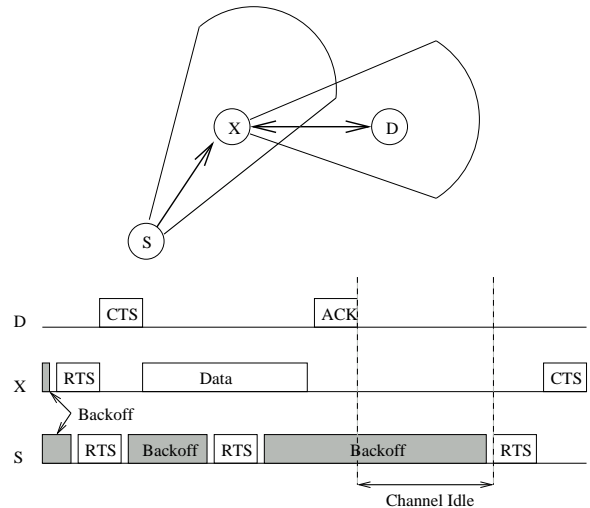 X
D
S
D
CTS
ACK
X
RTS
Data
CTS
Backoff
S
RTS
Backoff
RTS
Backoff
RTS
Channel Idle